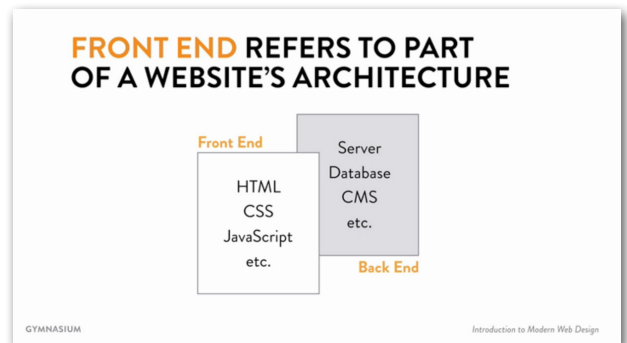 FRONT END REFERS TO PART
OF A WEBSITE'S ARCHITECTURE
Front End
HTML
CSS
JavaScript
etc.
Server
Database
CMS
etc.
Back End
GYMNASIUM
Introduction to Modern Web Design